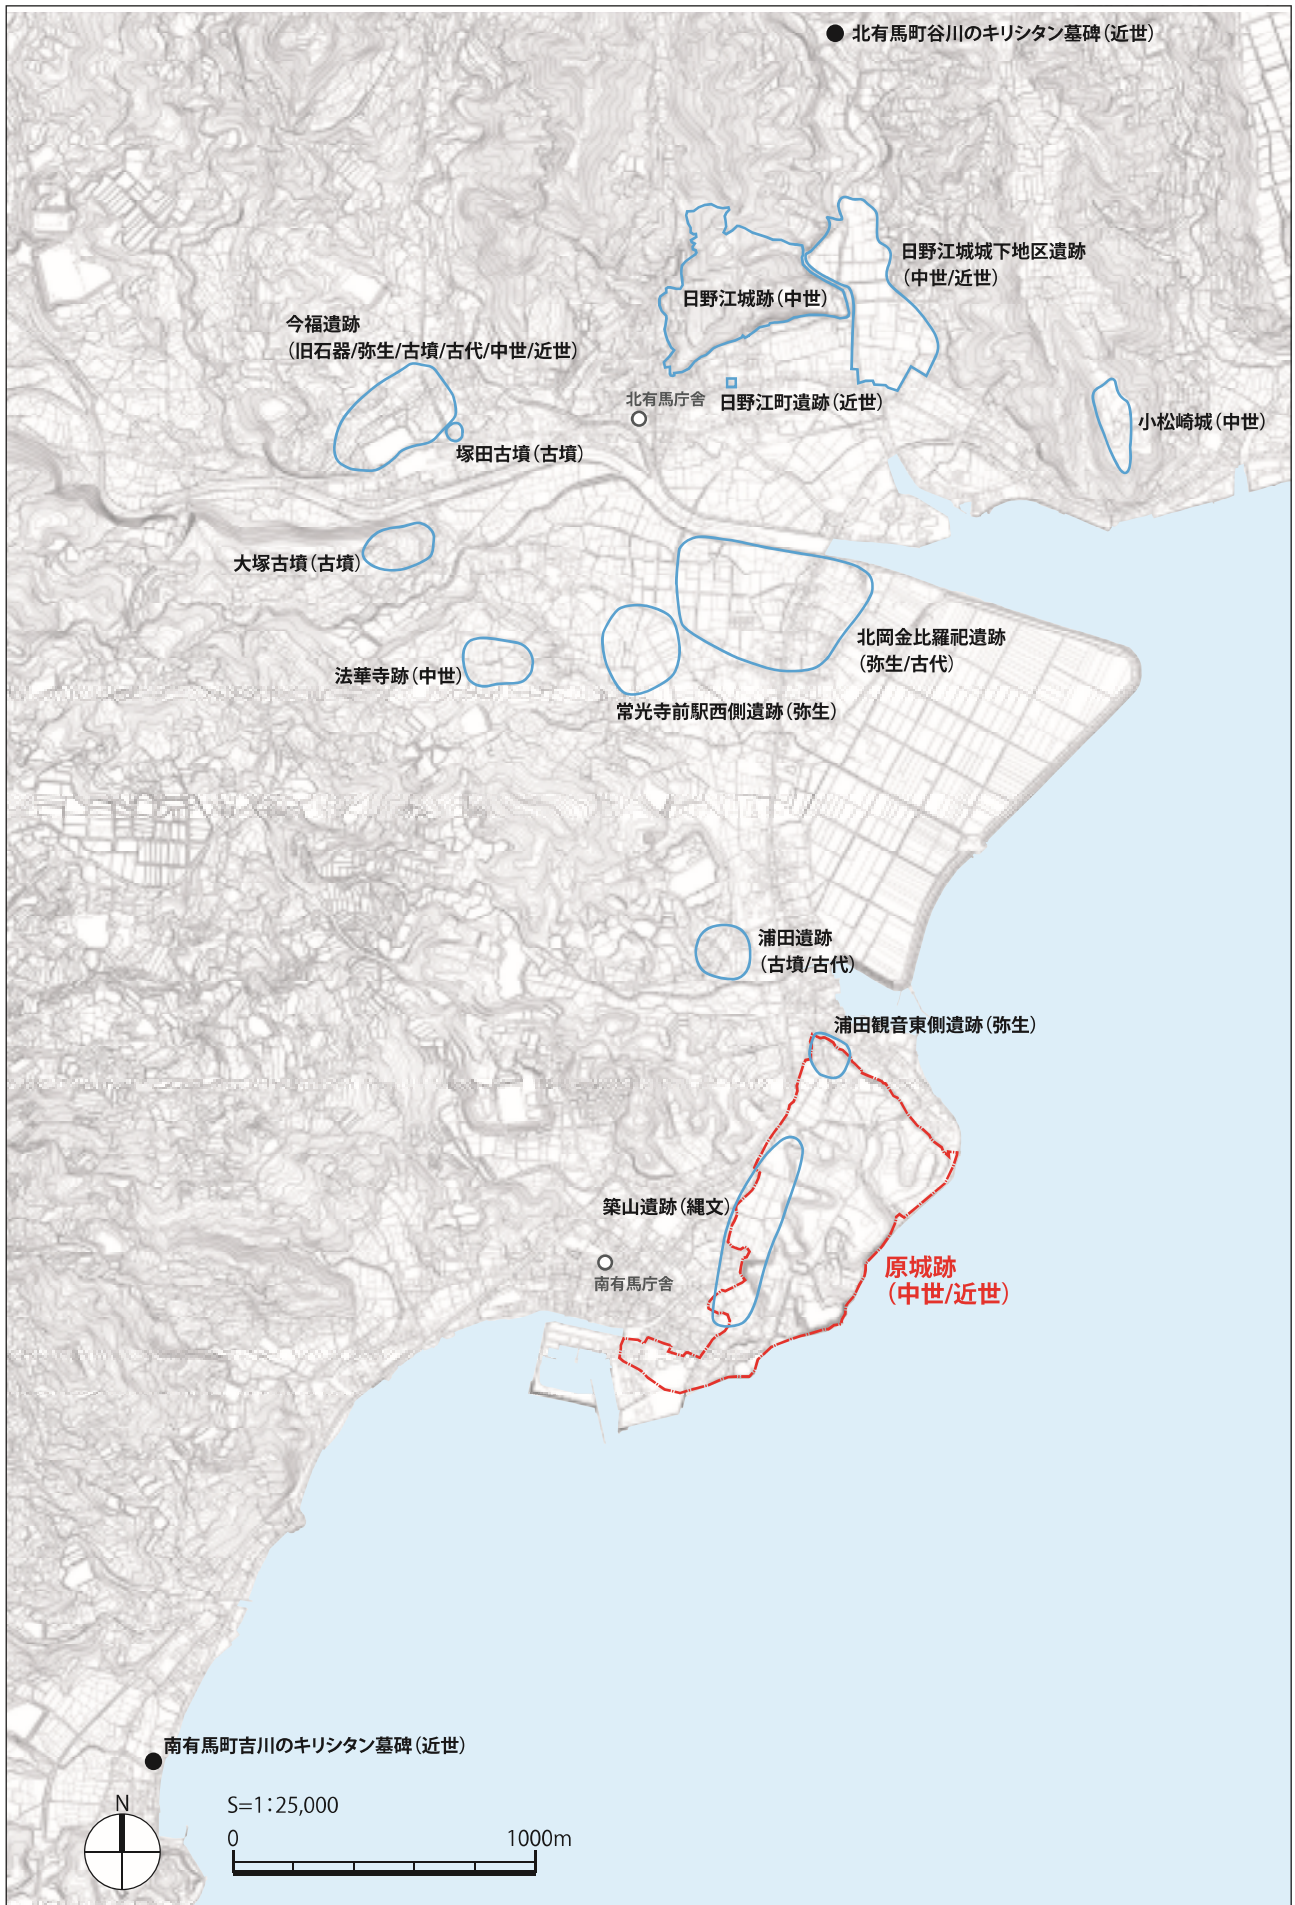 北有馬町谷川のキリシタン墓碑（近世）
日野江城城下地区遺跡
（中世/近世）
日野江城跡（中世）
今福遺跡
（旧石器/弥生/古墳/古代/中世/近世）
北有馬庁舎
日野江町遺跡（近世）
小松崎城（中世）
塚田古墳（古墳）
大塚古墳（古墳）
北岡金比羅祀遺跡
（弥生/古代）
法華寺跡（中世）
常光寺前駅西側遺跡（弥生）
浦田遺跡
（古墳/古代）
浦田観音東側遺跡（弥生）
築山遺跡（縄文）
原城跡
（中世/近世）
南有馬庁舎
南有馬町吉川のキリシタン墓碑（近世）
N
S=1：25,000
0 1000m